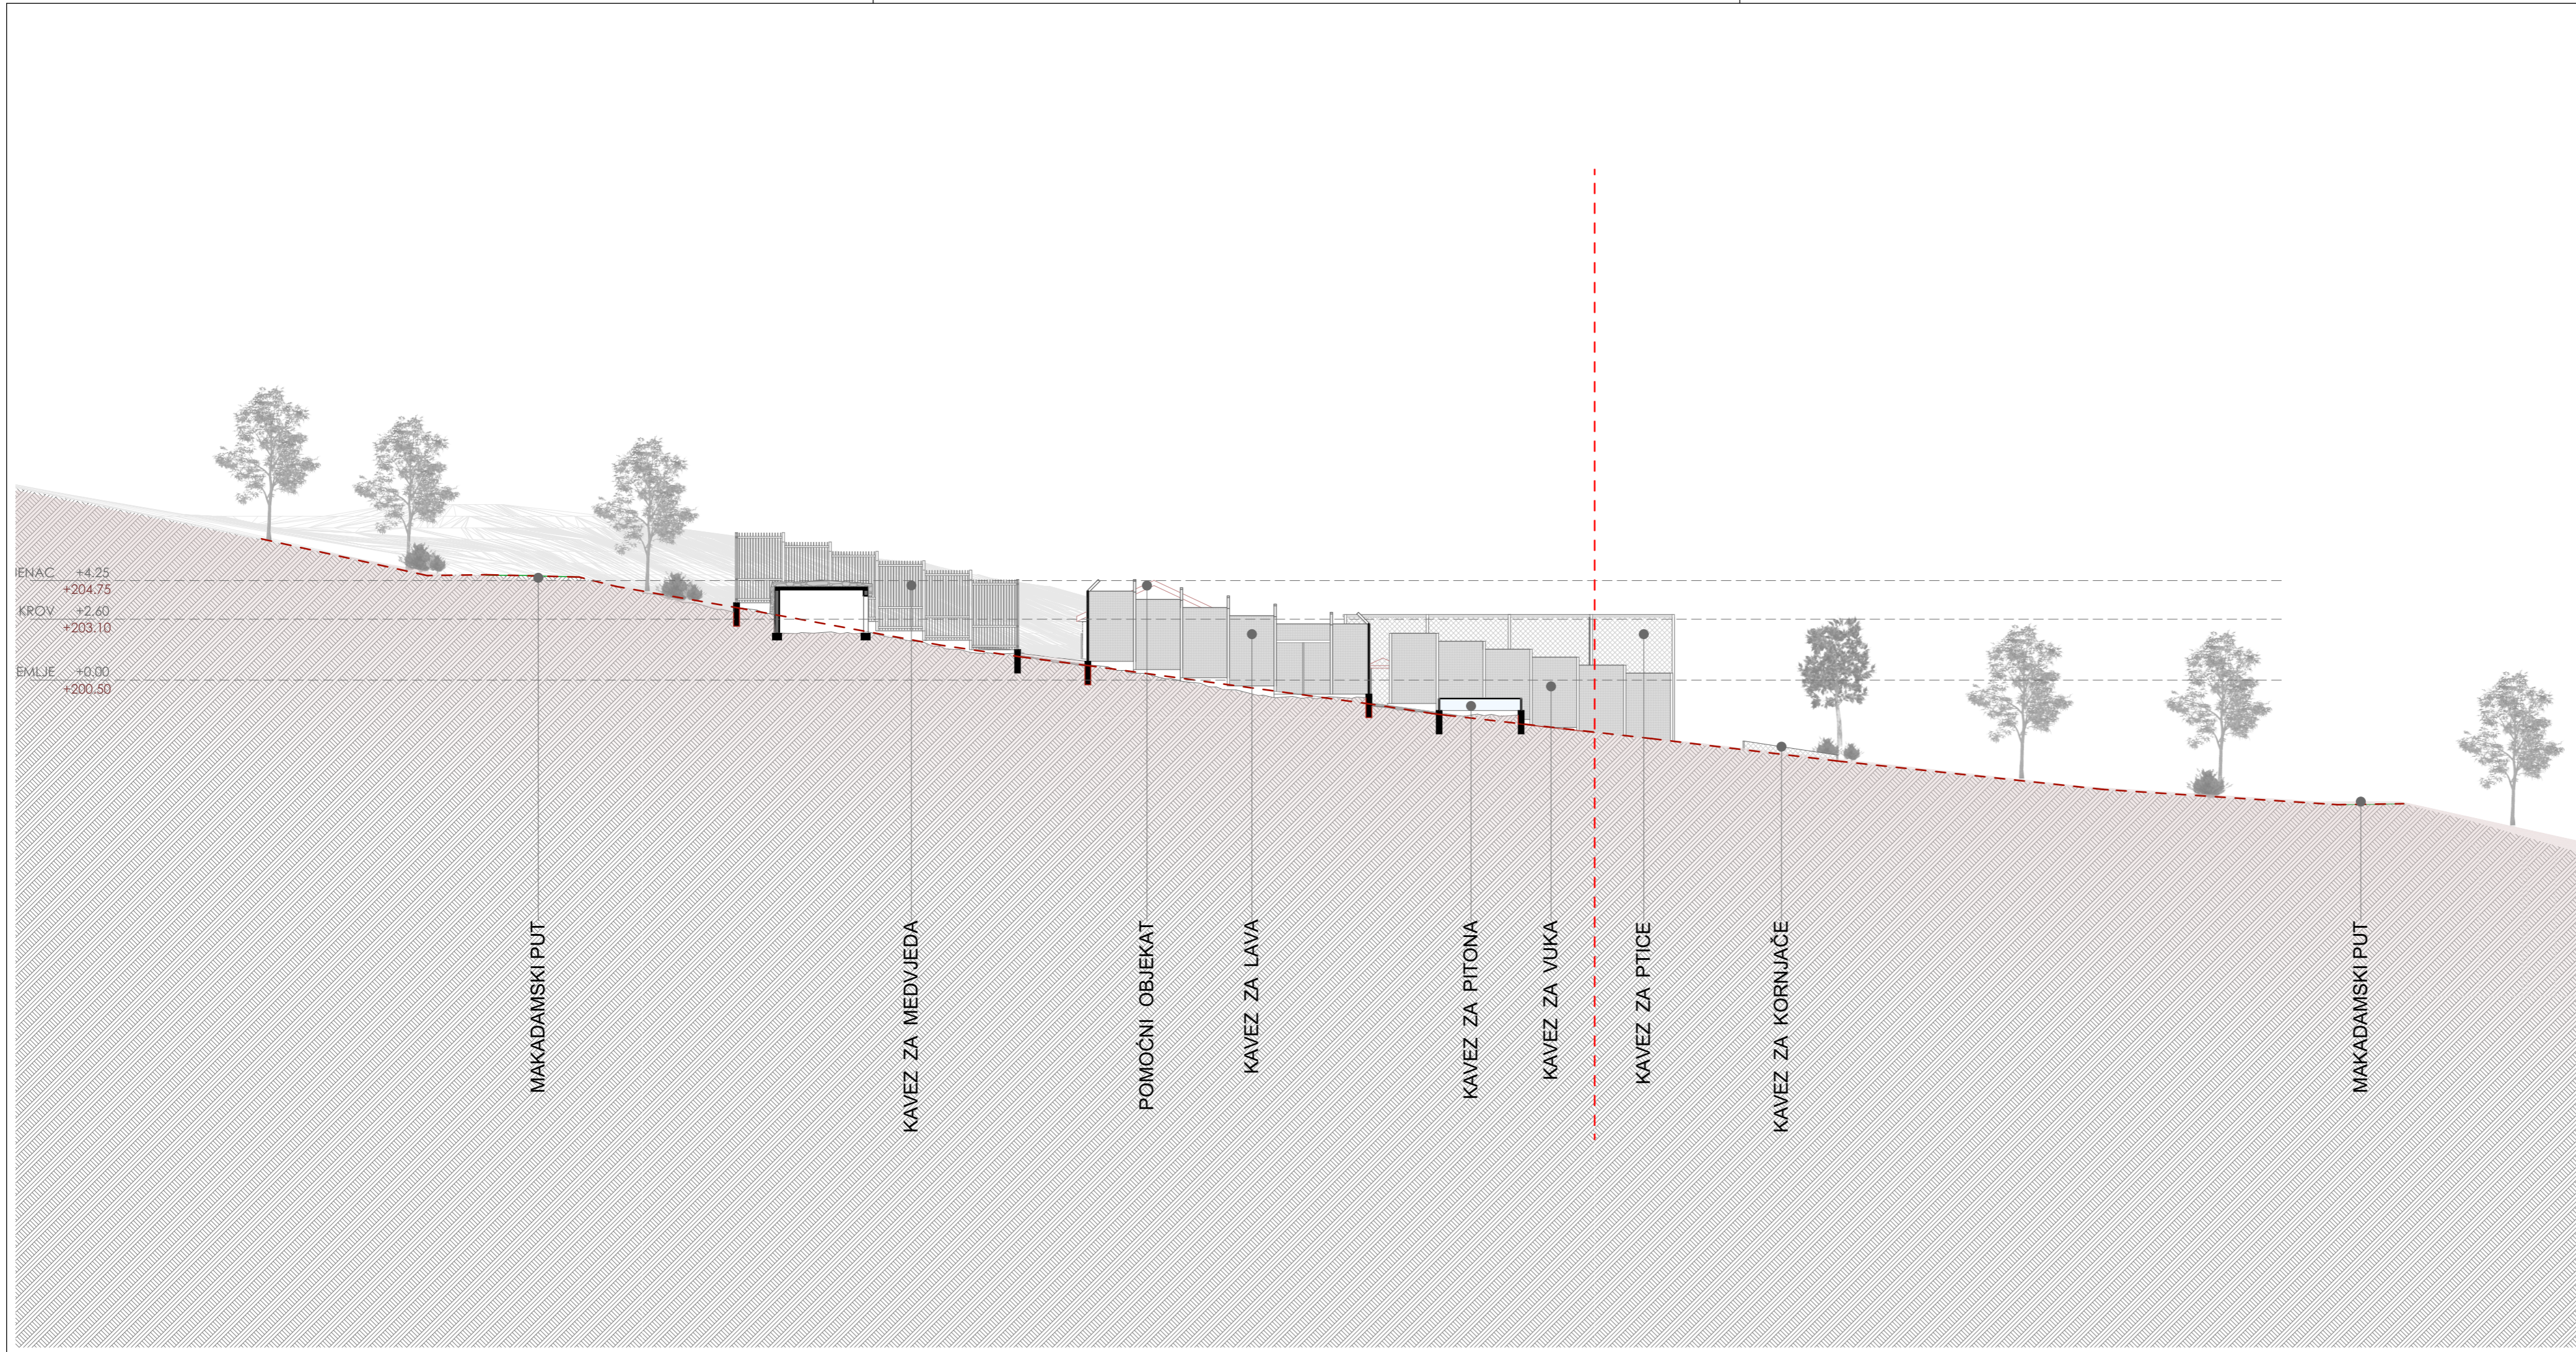 JENAC +4.25
+204.75
KROV +2.60
+203.10
EMLJE +0.00
+200.50
MAKADAMSKI PUT
KAVEZ ZA MEDVJEDA
POMOĆNI OBJEKAT
KAVEZ ZA LAVA
KAVEZ ZA PITONA
KAVEZ ZA VUKA
KAVEZ ZA PTICE
KAVEZ ZA KORNJAČE
MAKADAMSKI PUT